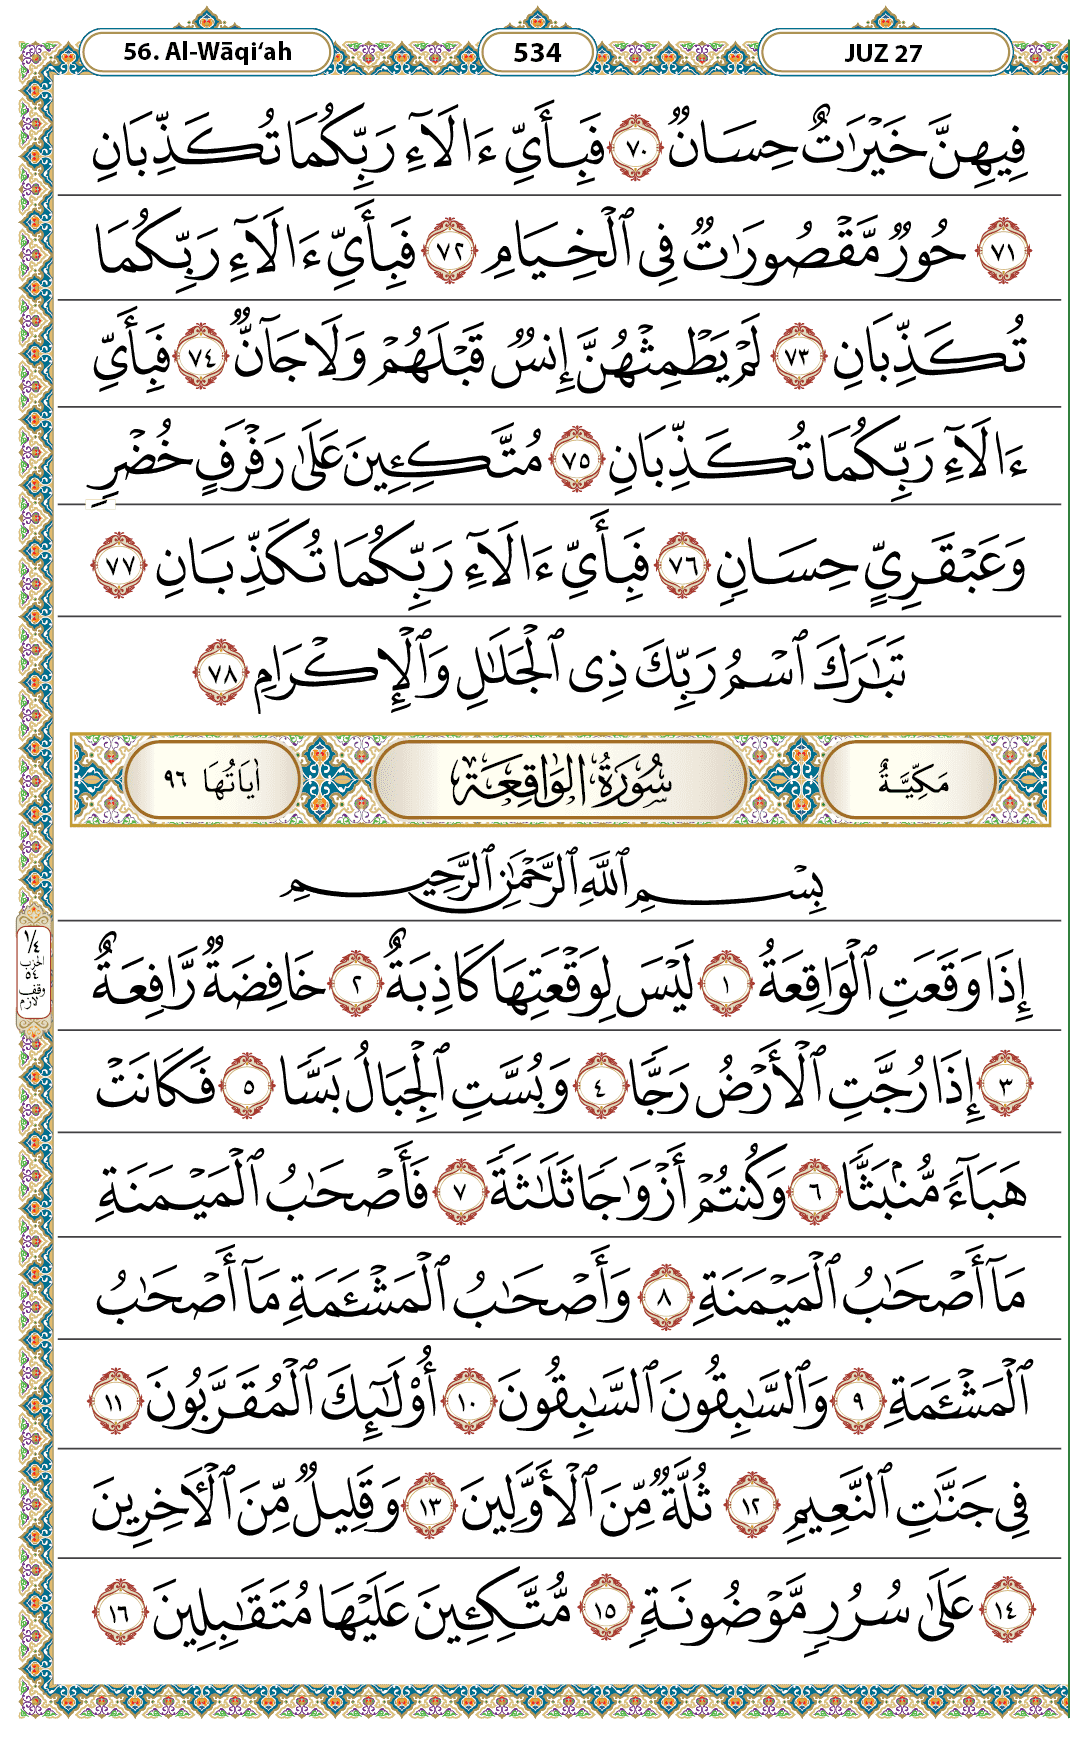 56. Al-Wāqi‘ah 534 JUZ 27
فِيهِنَّ خَيْرَٰتٌ حِسَانٌ ٧٠ فَبِأَيِّ ءَالَآءِ رَبِّكُمَا تُكَذِّبَانِ
٧١ حُورٌ مَّقْصُورَٰتٌ فِى ٱلْخِيَامِ ٧٢ فَبِأَيِّ ءَالَآءِ رَبِّكُمَا
تُكَذِّبَانِ ٧٣ لَمْ يَطْمِثْهُنَّ إِنسٌ قَبْلَهُمْ وَلَا جَآنٌّ ٧٤ فَبِأَيِّ
ءَالَآءِ رَبِّكُمَا تُكَذِّبَانِ ٧٥ مُتَّكِـِٔينَ عَلَىٰ رَفْرَفٍ خُضْرٍ
وَعَبْقَرِيٍّ حِسَانٍ ٧٦ فَبِأَيِّ ءَالَآءِ رَبِّكُمَا تُكَذِّبَانِ ٧٧
تَبَٰرَكَ ٱسْمُ رَبِّكَ ذِى ٱلْجَلَٰلِ وَٱلْإِكْرَامِ ٧٨
مَكِّيَّةٌ سُورَةُ الوَاقِعَة اٰيَاتُهَا ٩٦
بِسْمِ ٱللَّهِ ٱلرَّحْمَٰنِ ٱلرَّحِيمِ
إِذَا وَقَعَتِ ٱلْوَاقِعَةُ ١ لَيْسَ لِوَقْعَتِهَا كَاذِبَةٌ ٢ خَافِضَةٌ رَّافِعَةٌ
٣ إِذَا رُجَّتِ ٱلْأَرْضُ رَجًّا ٤ وَبُسَّتِ ٱلْجِبَالُ بَسًّا ٥ فَكَانَتْ
هَبَآءً مُّنۢبَثًّا ٦ وَكُنتُمْ أَزْوَٰجًا ثَلَٰثَةً ٧ فَأَصْحَٰبُ ٱلْمَيْمَنَةِ
مَآ أَصْحَٰبُ ٱلْمَيْمَنَةِ ٨ وَأَصْحَٰبُ ٱلْمَشْـَٔمَةِ مَآ أَصْحَٰبُ
ٱلْمَشْـَٔمَةِ ٩ وَٱلسَّٰبِقُونَ ٱلسَّٰبِقُونَ ١٠ أُو۟لَٰٓئِكَ ٱلْمُقَرَّبُونَ ١١
فِى جَنَّٰتِ ٱلنَّعِيمِ ١٢ ثُلَّةٌ مِّنَ ٱلْأَوَّلِينَ ١٣ وَقَلِيلٌ مِّنَ ٱلْـَٔاخِرِينَ
١٤ عَلَىٰ سُرُرٍ مَّوْضُونَةٍ ١٥ مُّتَّكِـِٔينَ عَلَيْهَا مُتَقَٰبِلِينَ ١٦
١/٤
الحزب
٥٤
وقف
لازم